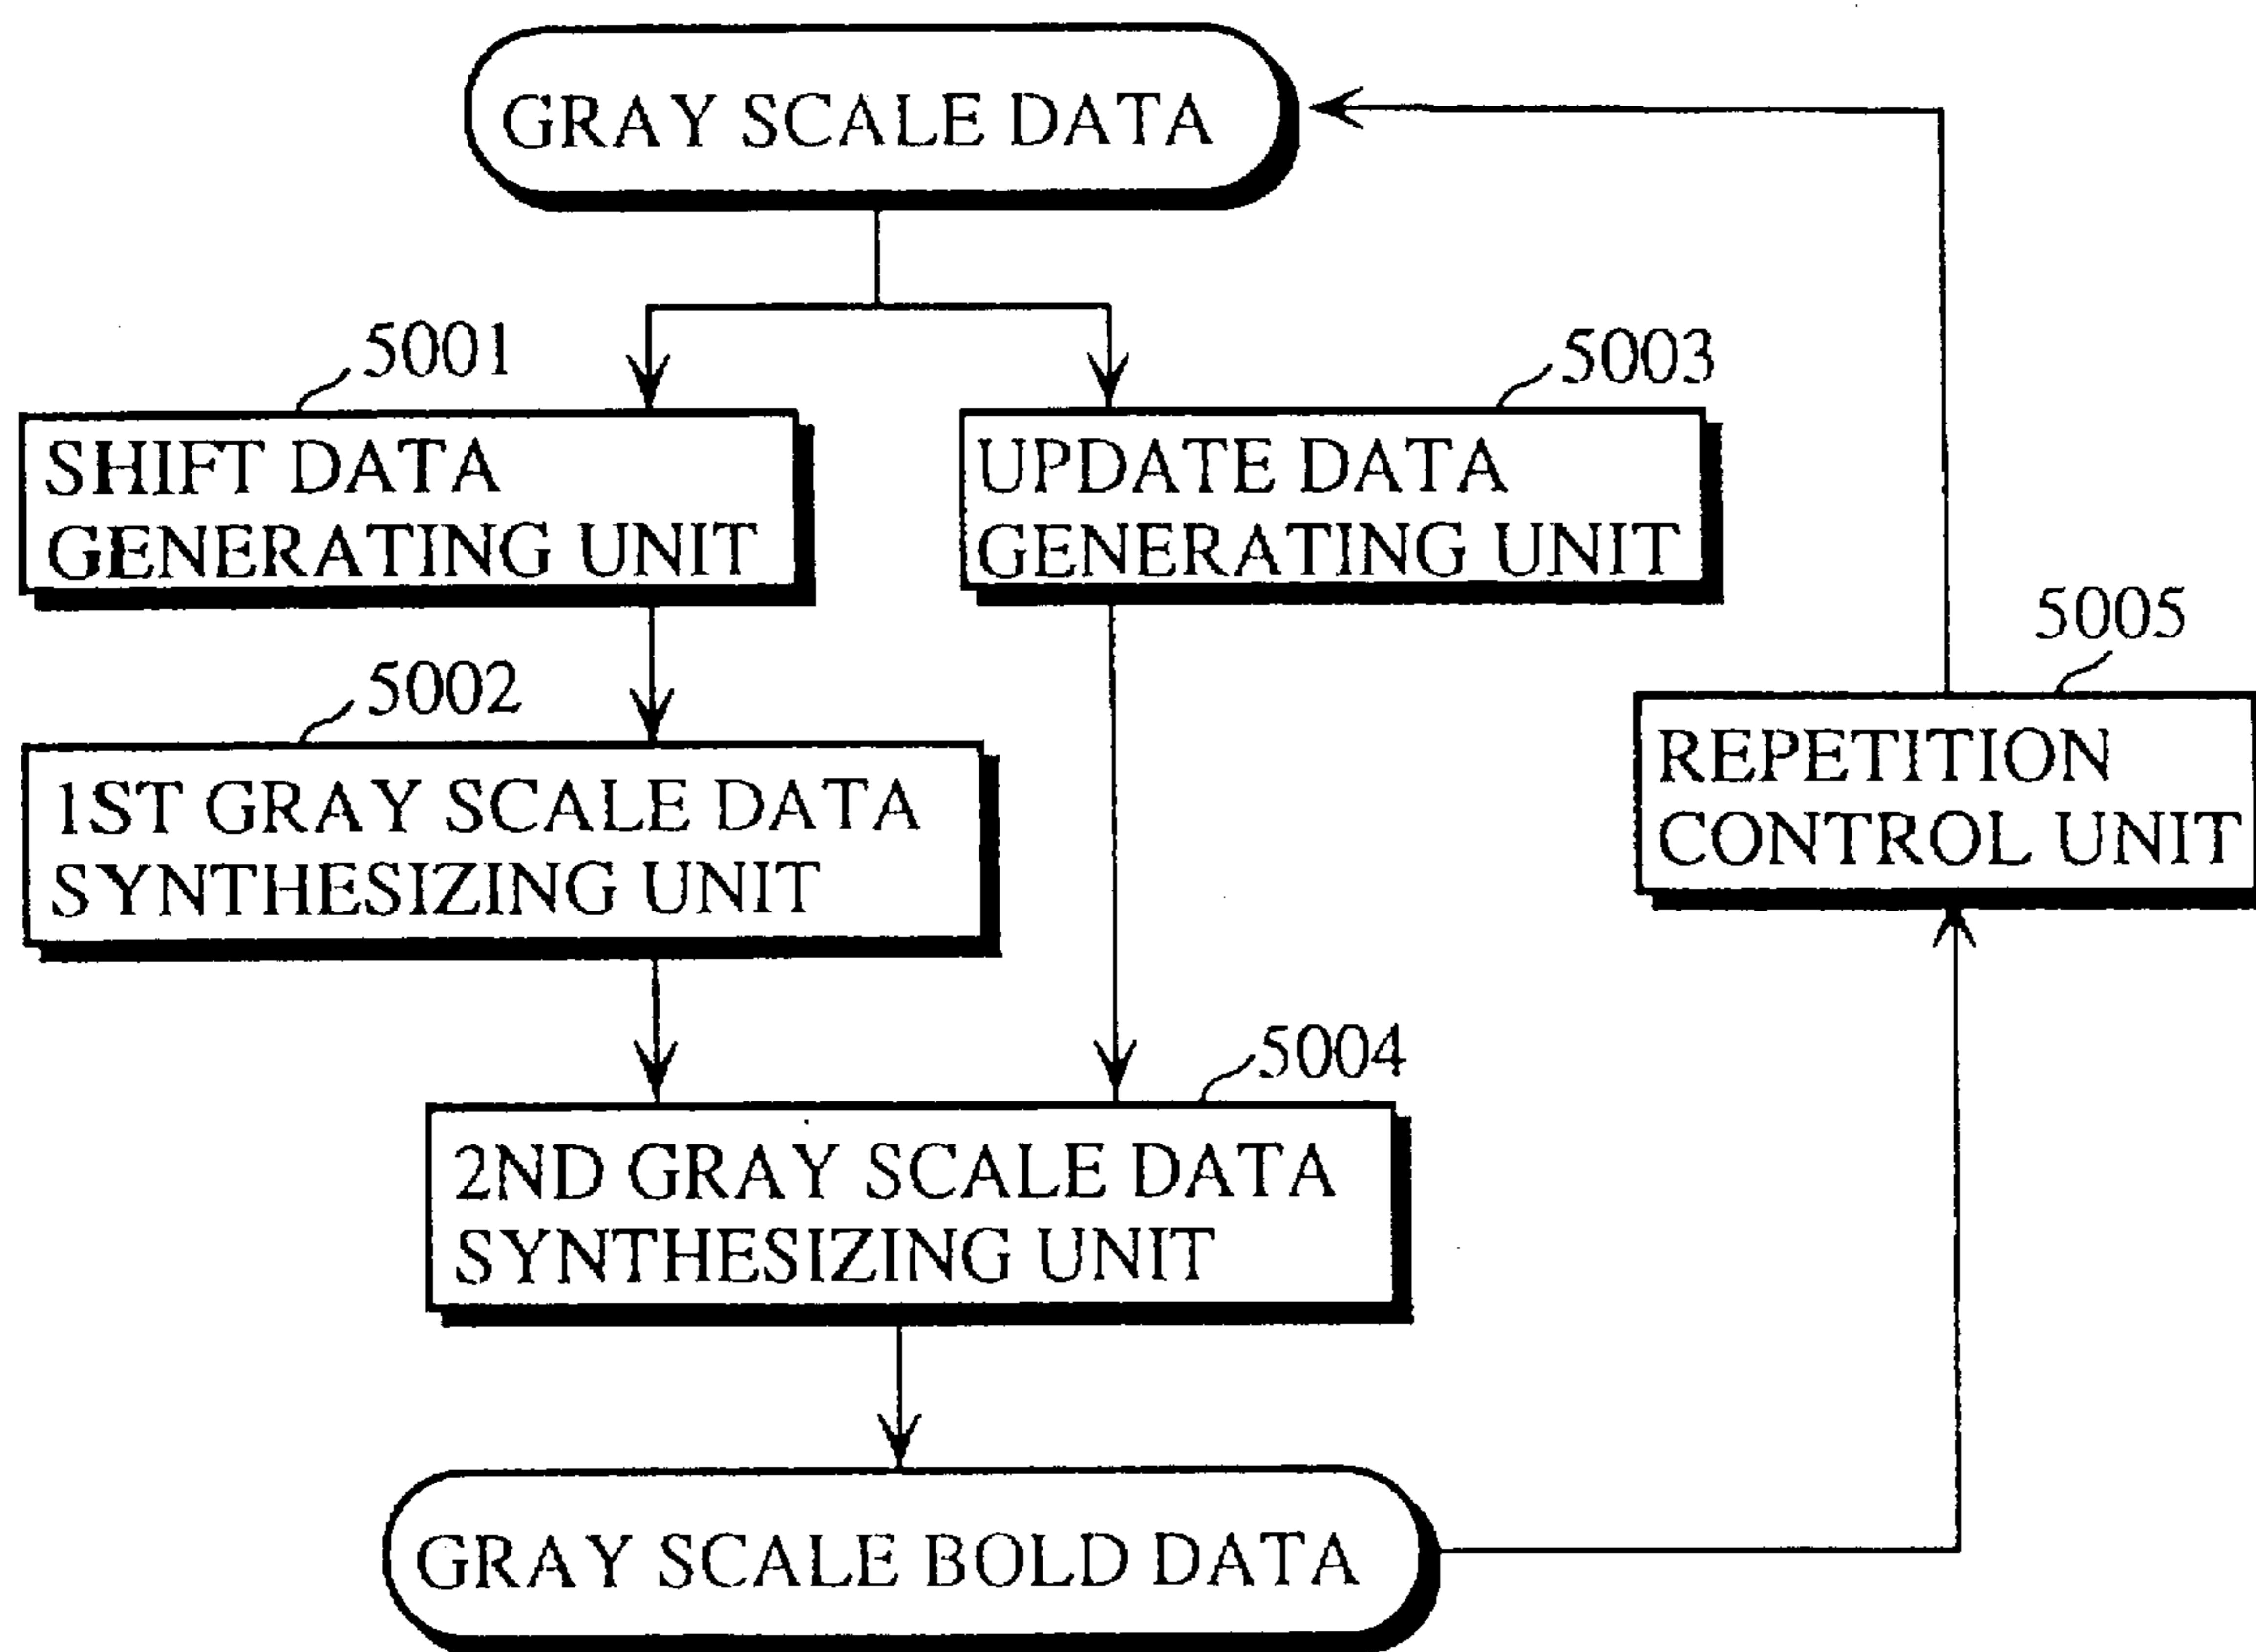 GRAY SCALE DATA
5001
5003
SHIFT DATA
GENERATING UNIT
UPDATE DATA
GENERATING UNIT
5002
5005
1ST GRAY SCALE DATA
SYNTHESIZING UNIT
REPETITION
CONTROL UNIT
5004
2ND GRAY SCALE DATA
SYNTHESIZING UNIT
GRAY SCALE BOLD DATA